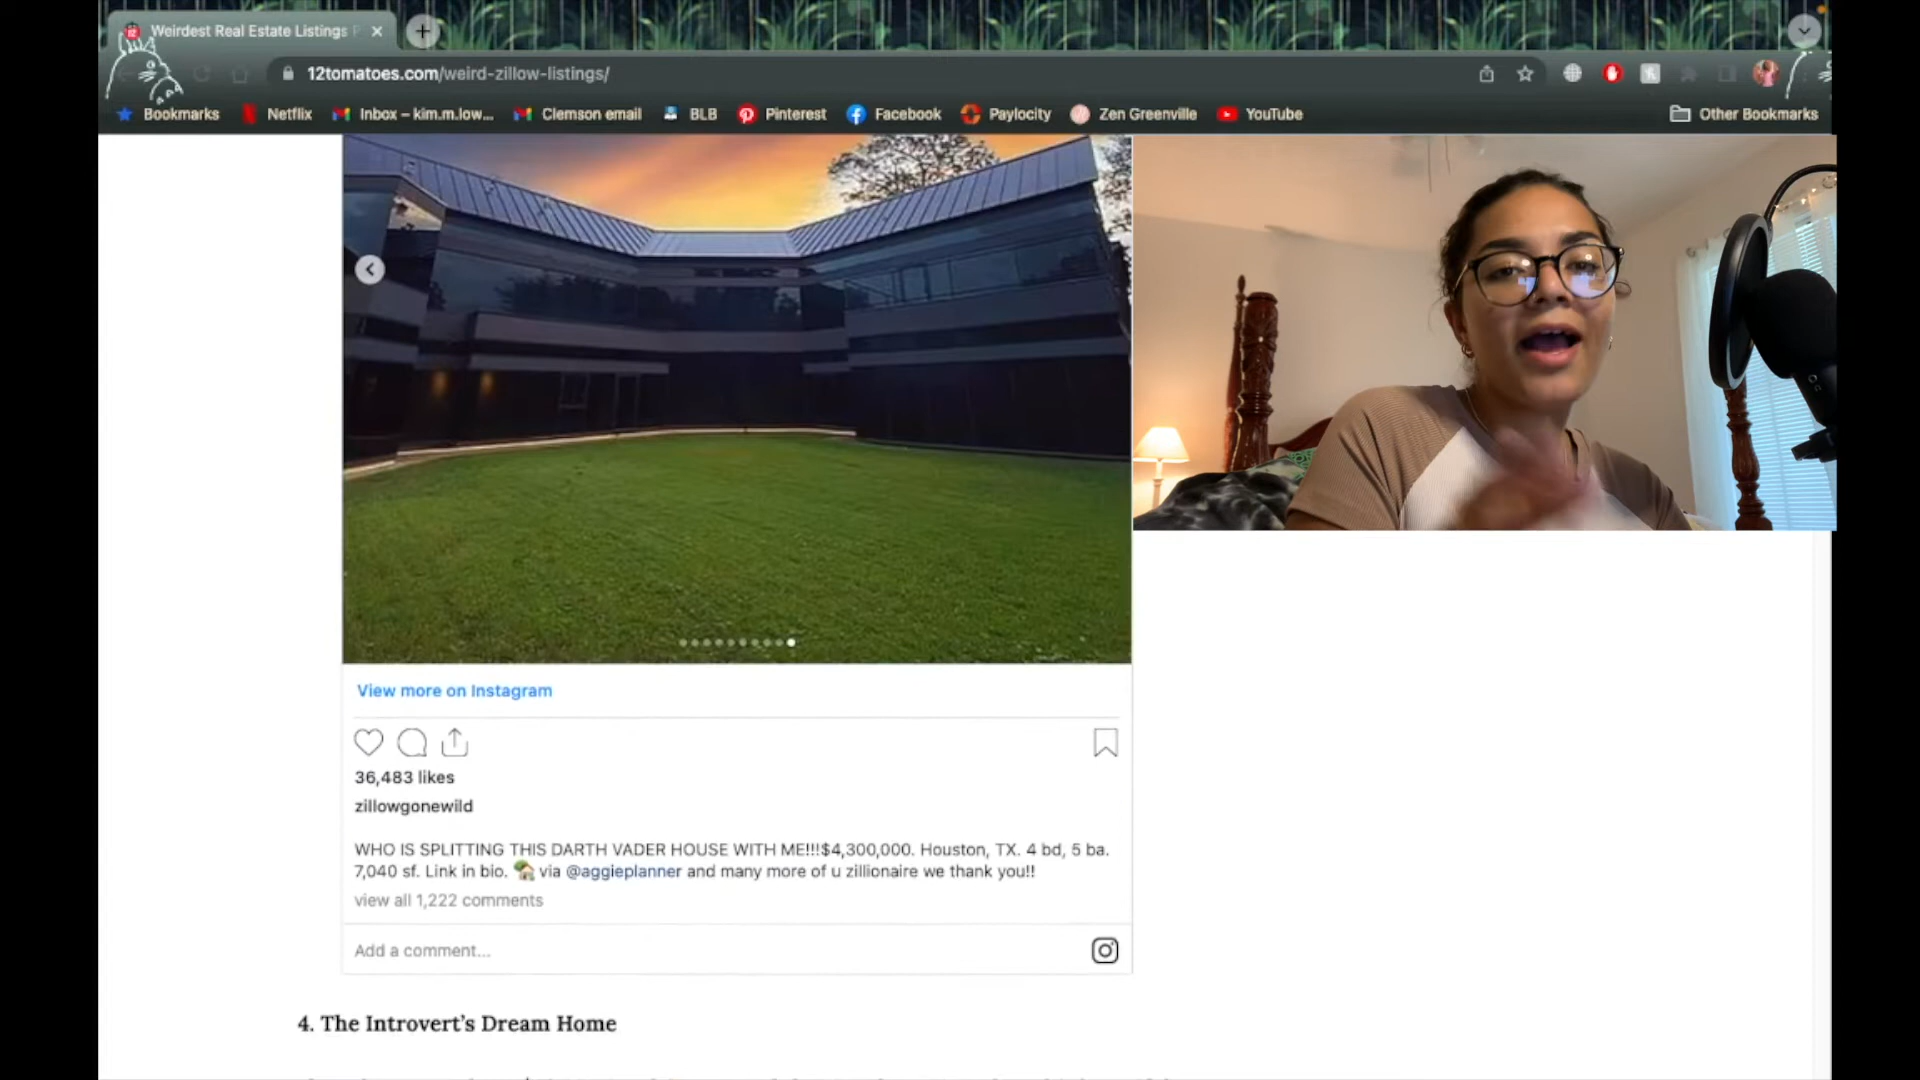 Weirdest Real Estate Listings
12tomatoes.com/weird-zillow-listings/
Bookmarks Netflix Inbox – kim.m.low... Clemson email BLB Pinterest Facebook Paylocity Zen Greenville YouTube Other Bookmarks
View more on Instagram
36,483 likes
zillowgonewild
WHO IS SPLITTING THIS DARTH VADER HOUSE WITH ME!!!$4,300,000. Houston, TX. 4 bd, 5 ba.
7,040 sf. Link in bio. 🏡 via @aggieplanner and many more of u zillionaire we thank you!!
view all 1,222 comments
Add a comment...
4. The Introvert's Dream Home